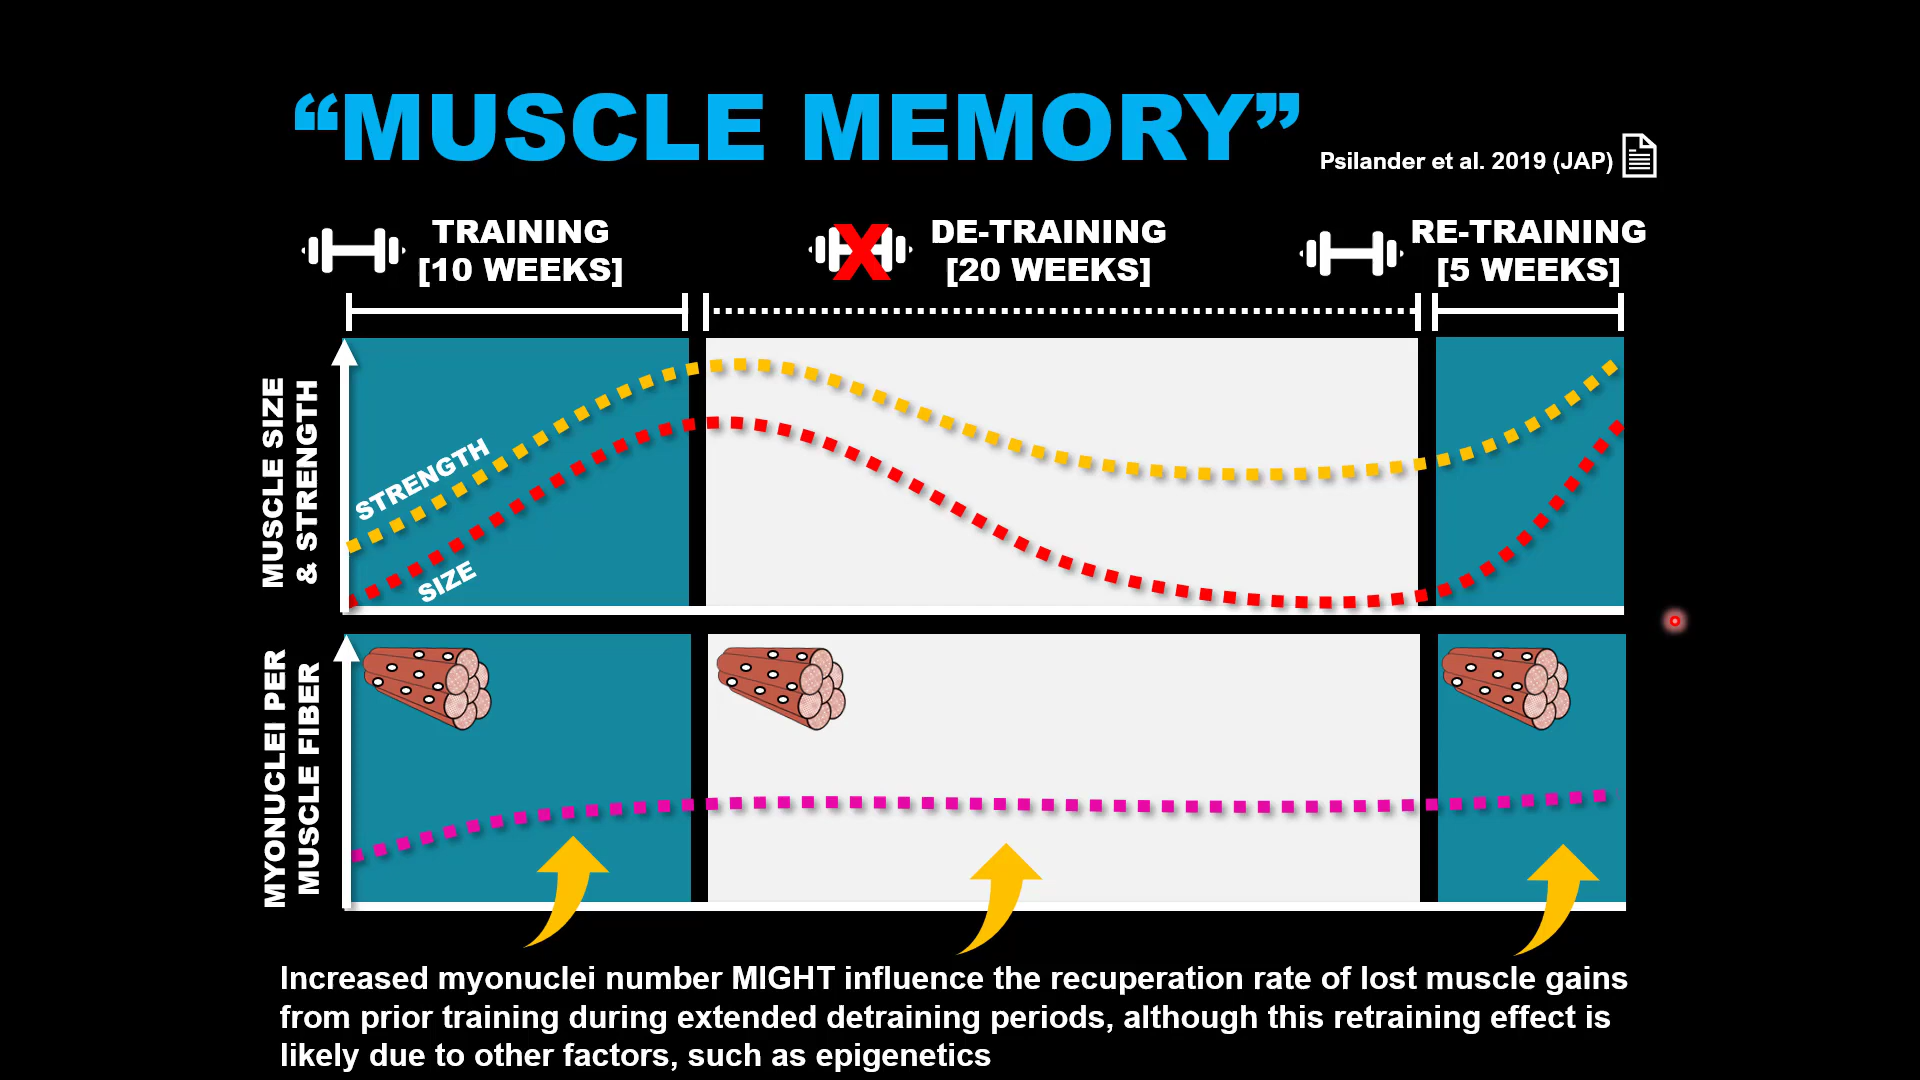 “MUSCLE MEMORY”
Psilander et al. 2019 (JAP)
TRAINING
[10 WEEKS]
X
DE-TRAINING
[20 WEEKS]
RE-TRAINING
[5 WEEKS]
MUSCLE SIZE
& STRENGTH
STRENGTH
SIZE
MYONUCLEI PER
MUSCLE FIBER
Increased myonuclei number MIGHT influence the recuperation rate of lost muscle gains
from prior training during extended detraining periods, although this retraining effect is
likely due to other factors, such as epigenetics